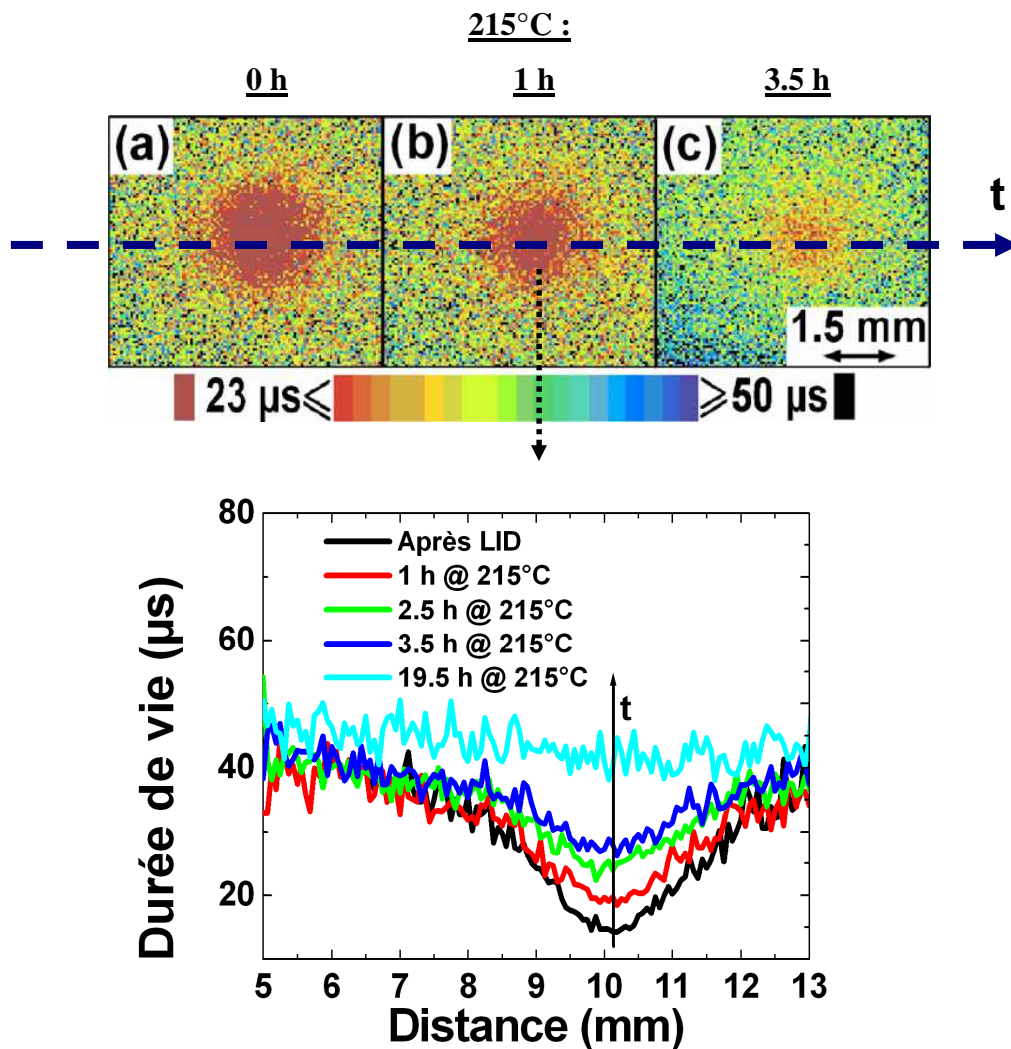 215°C :
0 h 1 h 3.5 h
(a) (b) (c)
t
1.5 mm
23 µs≤ ≥50 µs
80
60
40
20
Durée de vie (µs)
Après LID
1 h @ 215°C
2.5 h @ 215°C
3.5 h @ 215°C
19.5 h @ 215°C
t
5 6 7 8 9 10 11 12 13
Distance (mm)